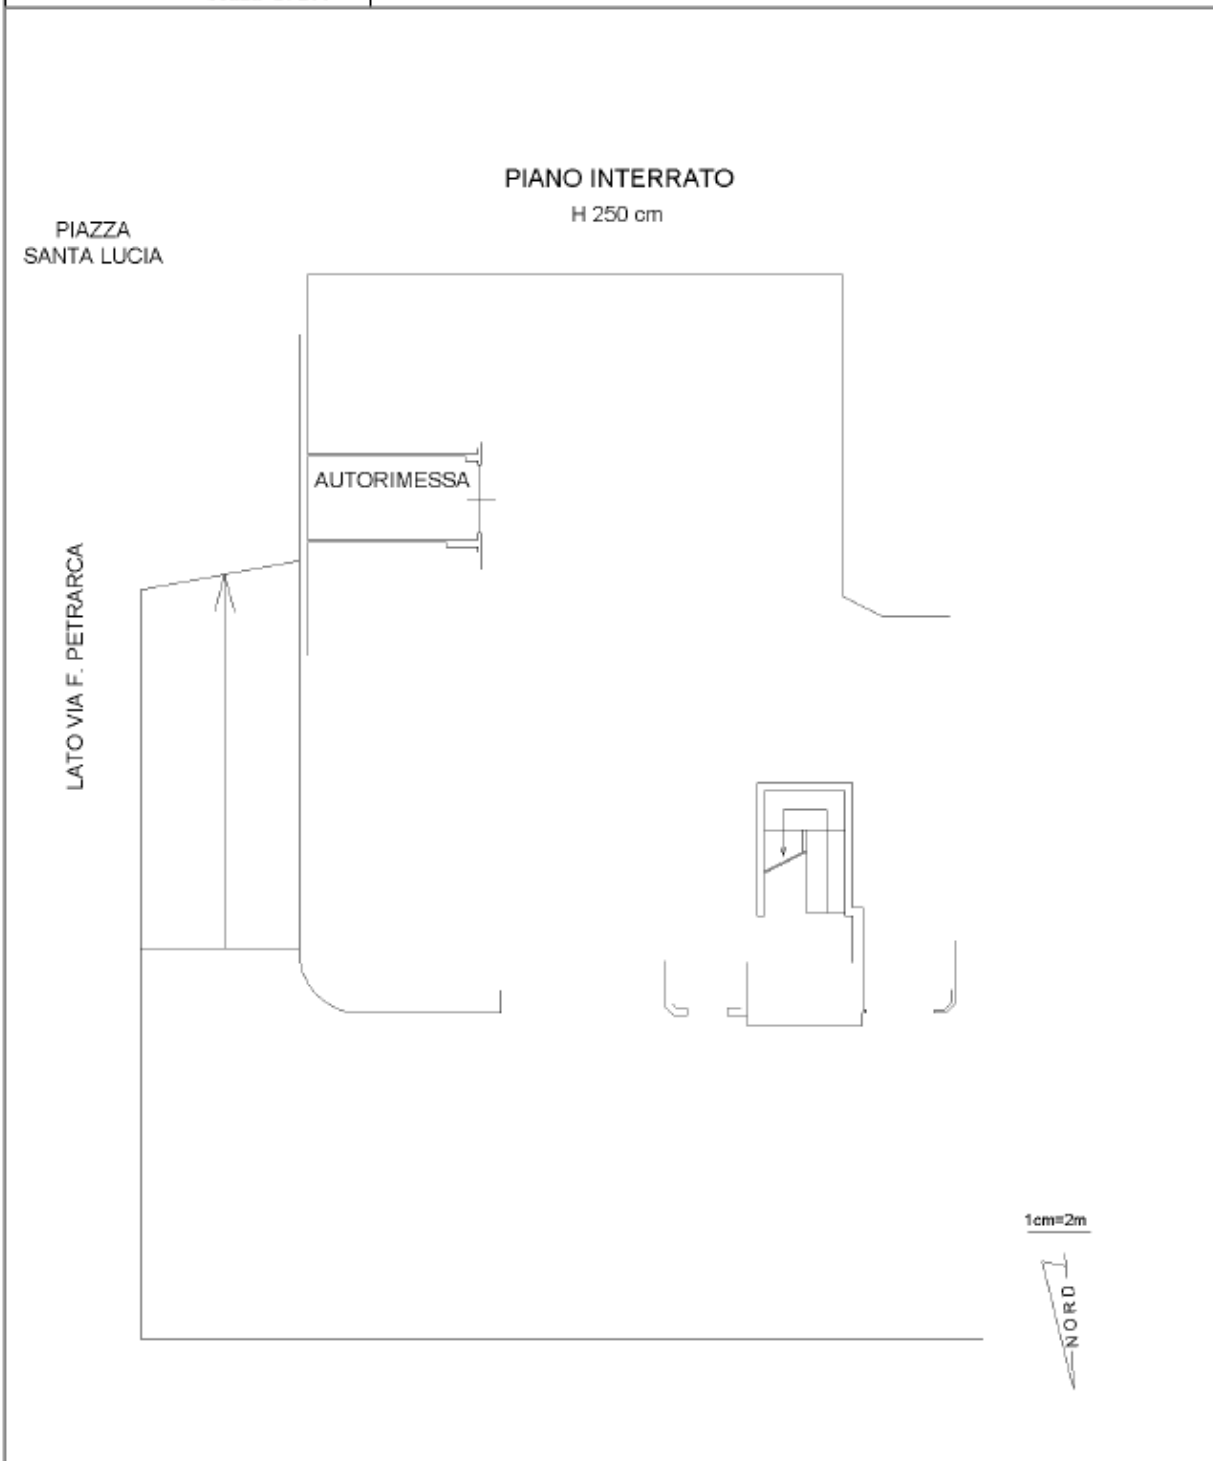 PIANO INTERRATO
H 250 cm
PIAZZA
SANTA LUCIA
AUTORIMESSA
LATO VIA F. PETRARCA
1cm=2m
NORD